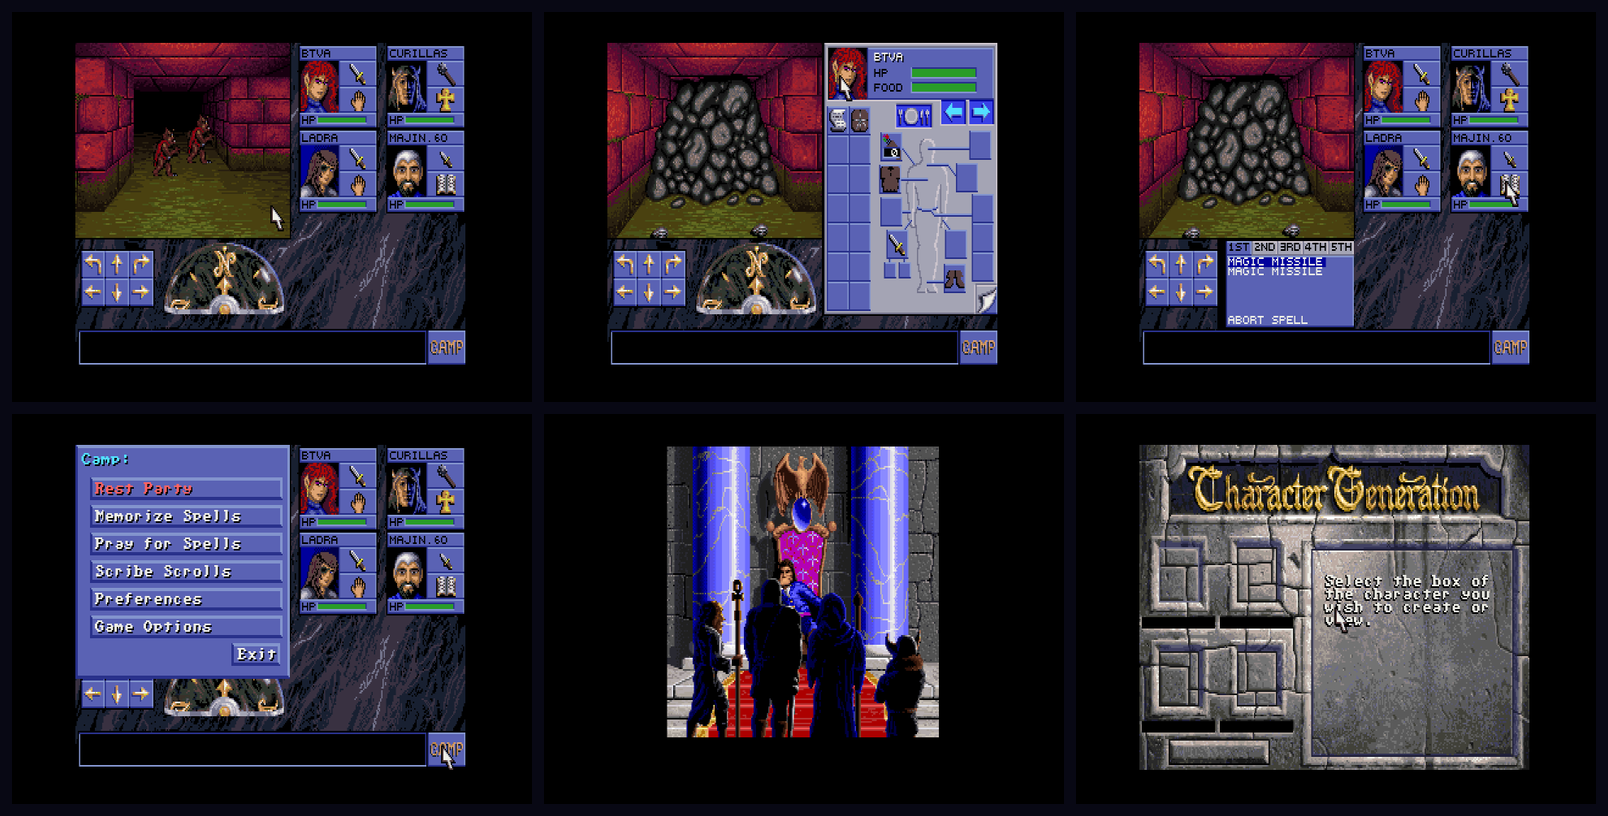 BTVA
CURILLAS
HP
HP
LADRA
MAJIN.60
HP
HP
N
CAMP
BTVA
HP
FOOD
0
N
CAMP
BTVA
CURILLAS
HP
HP
LADRA
MAJIN.60
HP
HP
1ST 2ND 3RD 4TH 5TH
MAGIC MISSILE
MAGIC MISSILE
ABORT SPELL
CAMP
Camp:
Rest Party
Memorize Spells
Pray for Spells
Scribe Scrolls
Preferences
Game Options
Exit
BTVA
CURILLAS
HP
HP
LADRA
MAJIN.60
HP
HP
CAMP
Character Generation
Select the box of
the character you
wish to create or
view.